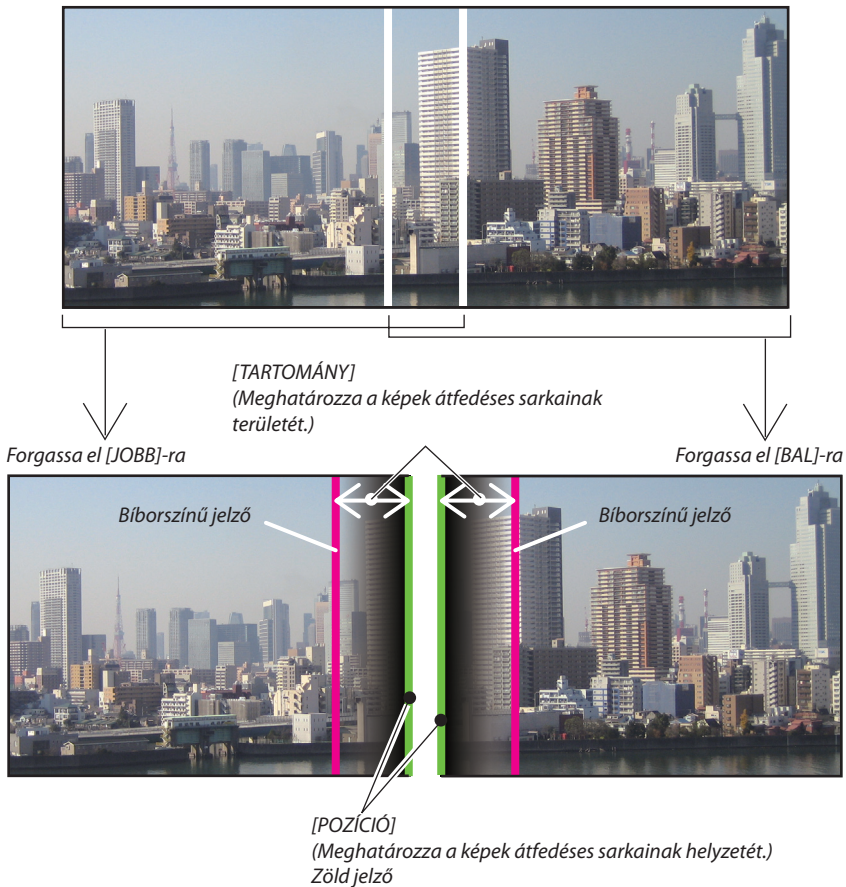 [TARTOMÁNY]
(Meghatározza a képek átfedéses sarkainak
területét.)
Forgassa el [JOBB]-ra
Forgassa el [BAL]-ra
Bíborszínű jelző
Bíborszínű jelző
[POZÍCIÓ]
(Meghatározza a képek átfedéses sarkainak helyzetét.)
Zöld jelző